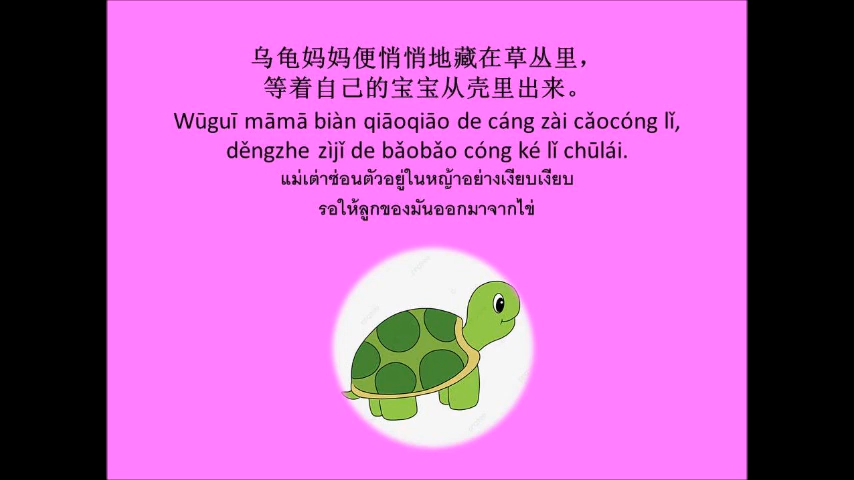 乌龟妈妈便悄悄地藏在草丛里，
等着自己的宝宝从壳里出来。
Wūguī māmā biàn qiāoqiāo de cáng zài cǎocóng lǐ,
děngzhe zìjǐ de bǎobǎo cóng ké lǐ chūlái.
แม่เต่าซ่อนตัวอยู่ในหญ้าอย่างเงียบเงียบ
รอให้ลูกของมันออกมาจากไข่